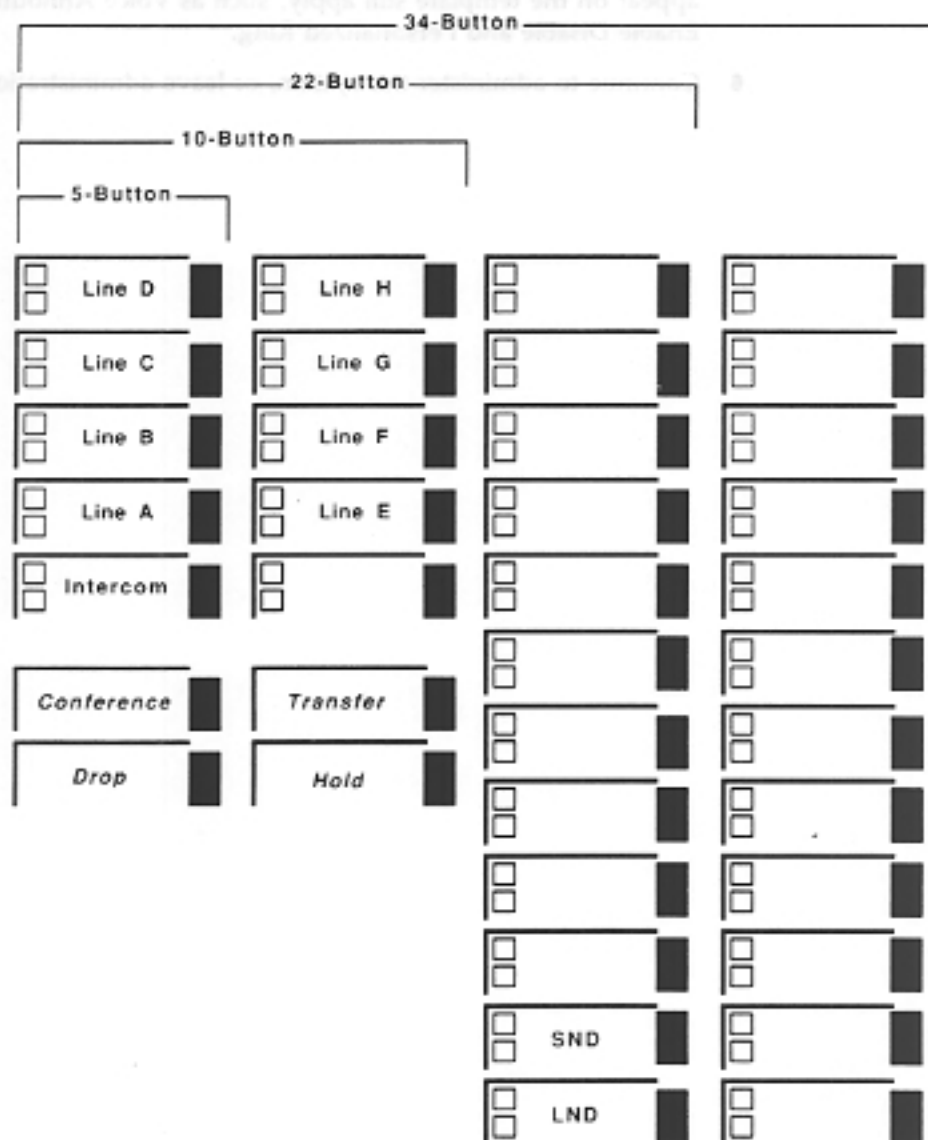 34-Button
22-Button
10-Button
5-Button
Line D
Line H
Line C
Line G
Line B
Line F
Line A
Line E
Intercom
Conference
Transfer
Drop
Hold
SND
LND